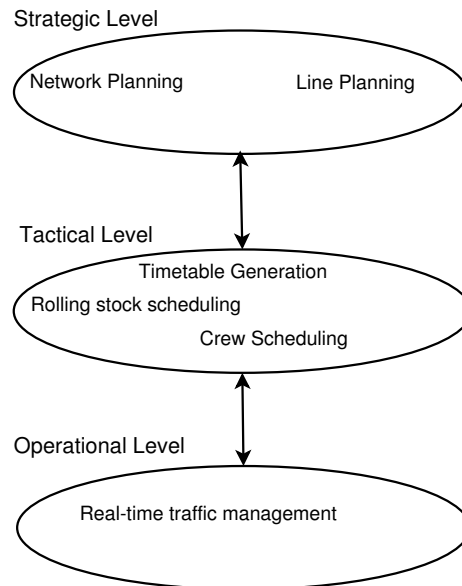 Strategic Level
Network Planning
Line Planning
Tactical Level
Timetable Generation
Rolling stock scheduling
Crew Scheduling
Operational Level
Real-time traffic management